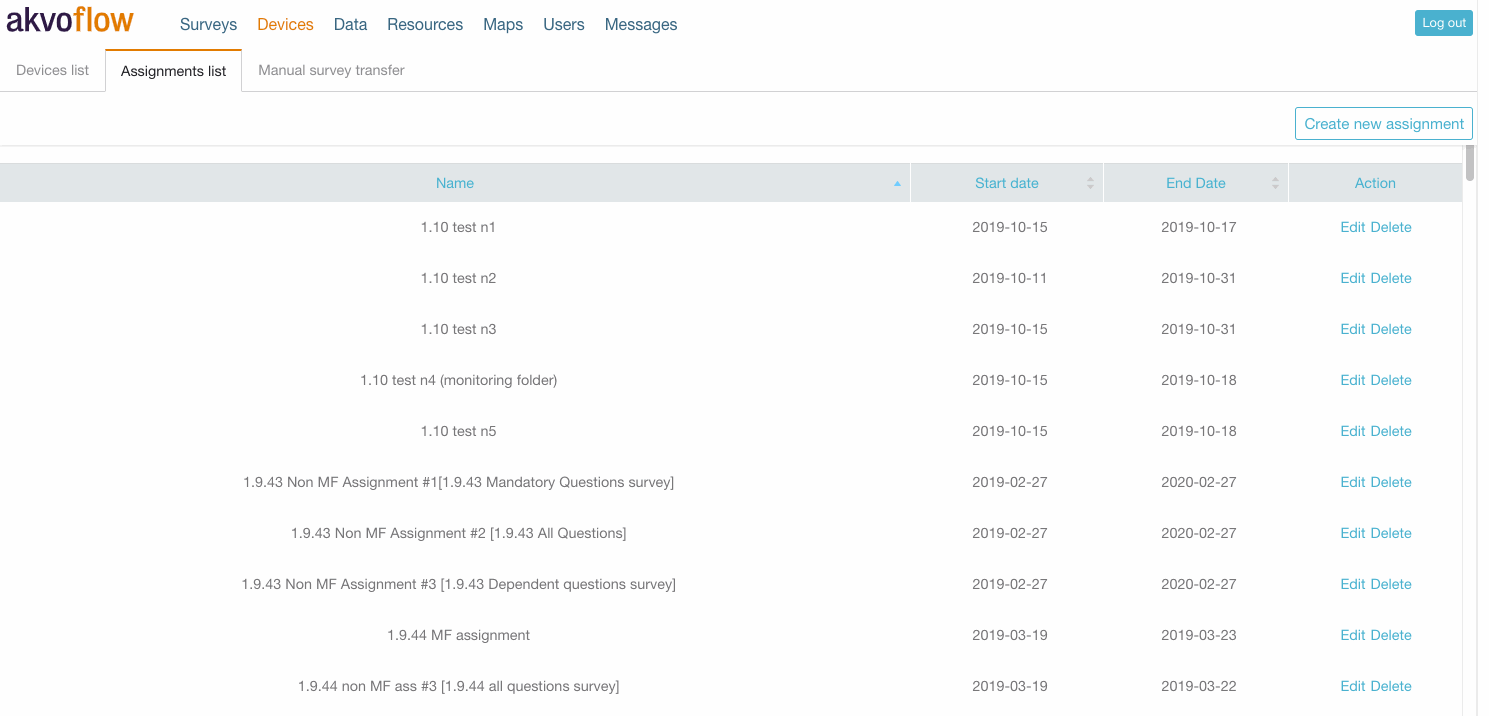 akvoflow Surveys Devices Data Resources Maps Users Messages Log out
Devices list Assignments list Manual survey transfer
Create new assignment
Name Start date End Date Action
1.10 test n1 2019-10-15 2019-10-17 Edit Delete
1.10 test n2 2019-10-11 2019-10-31 Edit Delete
1.10 test n3 2019-10-15 2019-10-31 Edit Delete
1.10 test n4 (monitoring folder) 2019-10-15 2019-10-18 Edit Delete
1.10 test n5 2019-10-15 2019-10-18 Edit Delete
1.9.43 Non MF Assignment #1[1.9.43 Mandatory Questions survey] 2019-02-27 2020-02-27 Edit Delete
1.9.43 Non MF Assignment #2 [1.9.43 All Questions] 2019-02-27 2020-02-27 Edit Delete
1.9.43 Non MF Assignment #3 [1.9.43 Dependent questions survey] 2019-02-27 2020-02-27 Edit Delete
1.9.44 MF assignment 2019-03-19 2019-03-23 Edit Delete
1.9.44 non MF ass #3 [1.9.44 all questions survey] 2019-03-19 2019-03-22 Edit Delete